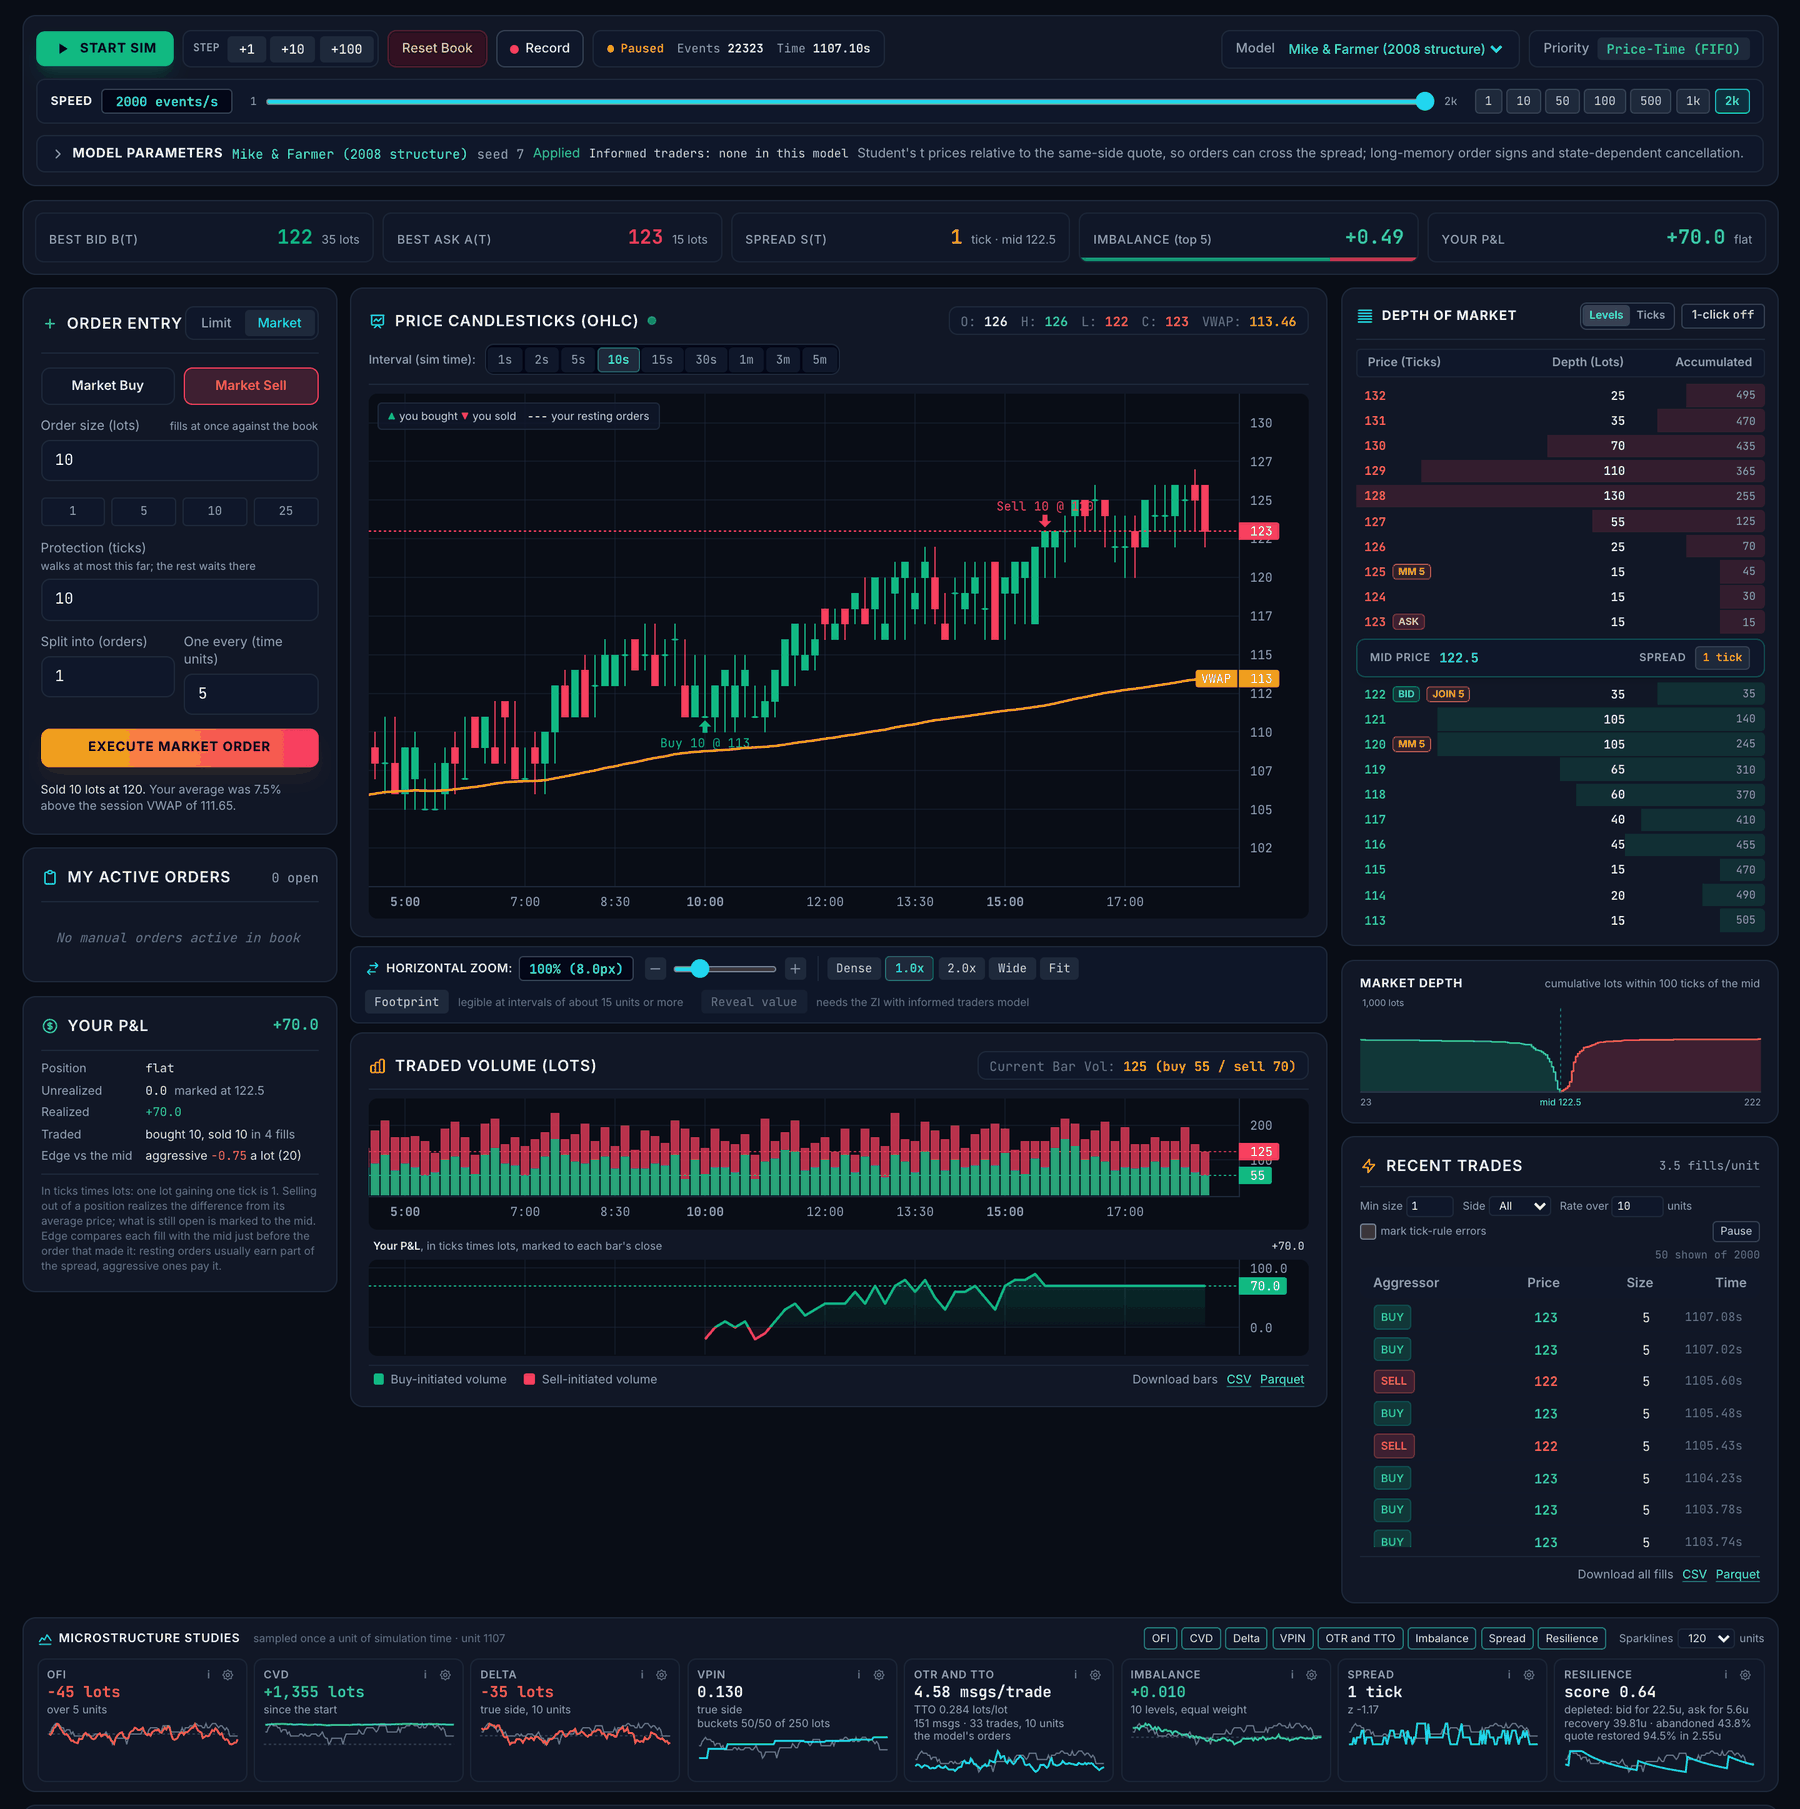 START SIM STEP +1 +10 +100 Reset Book Record Paused Events 22323 Time 1107.10s Model Mike & Farmer (2008 structure) Priority Price-Time (FIFO)
SPEED 2000 events/s 1 2k 1 10 50 100 500 1k 2k
MODEL PARAMETERS Mike & Farmer (2008 structure) seed 7 Applied Informed traders: none in this model Student's t prices relative to the same-side quote, so orders can cross the spread; long-memory order signs and state-dependent cancellation.
BEST BID B(T) 122 35 lots BEST ASK A(T) 123 15 lots SPREAD S(T) 1 tick · mid 122.5 IMBALANCE (top 5) +0.49 YOUR P&L +70.0 flat
ORDER ENTRY Limit Market
Market Buy Market Sell
Order size (lots) fills at once against the book
10
1 5 10 25
Protection (ticks)
walks at most this far; the rest waits there
10
Split into (orders) One every (time units)
1 5
EXECUTE MARKET ORDER
Sold 10 lots at 120. Your average was 7.5%
above the session VWAP of 111.65.
MY ACTIVE ORDERS 0 open
No manual orders active in book
YOUR P&L +70.0
Position flat
Unrealized 0.0 marked at 122.5
Realized +70.0
Traded bought 10, sold 10 in 4 fills
Edge vs the mid aggressive -0.75 a lot (20)
In ticks times lots: one lot gaining one tick is 1. Selling
out of a position realizes the difference from its
average price; what is still open is marked to the mid.
Edge compares each fill with the mid just before the
order that made it: resting orders usually earn part of
the spread, aggressive ones pay it.
PRICE CANDLESTICKS (OHLC) O: 126 H: 126 L: 122 C: 123 VWAP: 113.46
Interval (sim time): 1s 2s 5s 10s 15s 30s 1m 3m 5m
you bought you sold --- your resting orders
130
127
125
Sell 10 @
123
122
120
117
115
VWAP 113
112
110
Buy 10 @ 113
107
105
102
5:00 7:00 8:30 10:00 12:00 13:30 15:00 17:00
HORIZONTAL ZOOM: 100% (8.0px) − + Dense 1.0x 2.0x Wide Fit
Footprint legible at intervals of about 15 units or more Reveal value needs the ZI with informed traders model
TRADED VOLUME (LOTS) Current Bar Vol: 125 (buy 55 / sell 70)
200
125
100
55
5:00 7:00 8:30 10:00 12:00 13:30 15:00 17:00
Your P&L, in ticks times lots, marked to each bar's close +70.0
100.0
70.0
0.0
Buy-initiated volume Sell-initiated volume Download bars CSV Parquet
DEPTH OF MARKET Levels Ticks 1-click off
Price (Ticks) Depth (Lots) Accumulated
132 25 495
131 35 470
130 70 435
129 110 365
128 130 255
127 55 125
126 25 70
125 MM 5 15 45
124 15 30
123 ASK 15 15
MID PRICE 122.5 SPREAD 1 tick
122 BID JOIN 5 35 35
121 105 140
120 MM 5 105 245
119 65 310
118 60 370
117 40 410
116 45 455
115 15 470
114 20 490
113 15 505
MARKET DEPTH cumulative lots within 100 ticks of the mid
1,000 lots
23 mid 122.5 222
RECENT TRADES 3.5 fills/unit
Min size 1 Side All Rate over 10 units
mark tick-rule errors Pause
50 shown of 2000
Aggressor Price Size Time
BUY 123 5 1107.08s
BUY 123 5 1107.02s
SELL 122 5 1105.60s
BUY 123 5 1105.48s
SELL 122 5 1105.43s
BUY 123 5 1104.23s
BUY 123 5 1103.78s
BUY 123 5 1103.74s
Download all fills CSV Parquet
MICROSTRUCTURE STUDIES sampled once a unit of simulation time · unit 1107 OFI CVD Delta VPIN OTR and TTO Imbalance Spread Resilience Sparklines 120 units
OFI i
-45 lots
over 5 units
CVD i
+1,355 lots
since the start
DELTA i
-35 lots
true side, 10 units
VPIN i
0.130
true side
buckets 50/50 of 250 lots
OTR AND TTO i
4.58 msgs/trade
TTO 0.284 lots/lot
151 msgs · 33 trades, 10 units
the model's orders
IMBALANCE i
+0.010
10 levels, equal weight
SPREAD i
1 tick
z -1.17
RESILIENCE i
score 0.64
depleted: bid for 22.5u, ask for 5.6u
recovery 39.81u · abandoned 43.8%
quote restored 94.5% in 2.55u